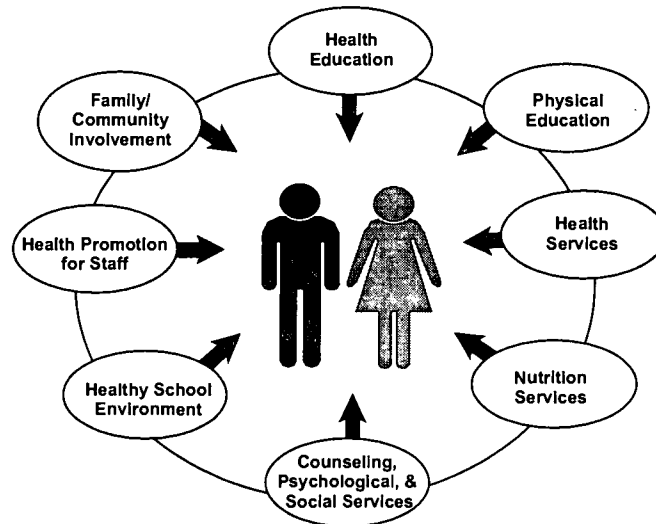 Health
Education
Physical
Education
Health
Services
Nutrition
Services
Counseling,
Psychological, &
Social Services
Healthy School
Environment
Health Promotion
for Staff
Family/
Community
Involvement